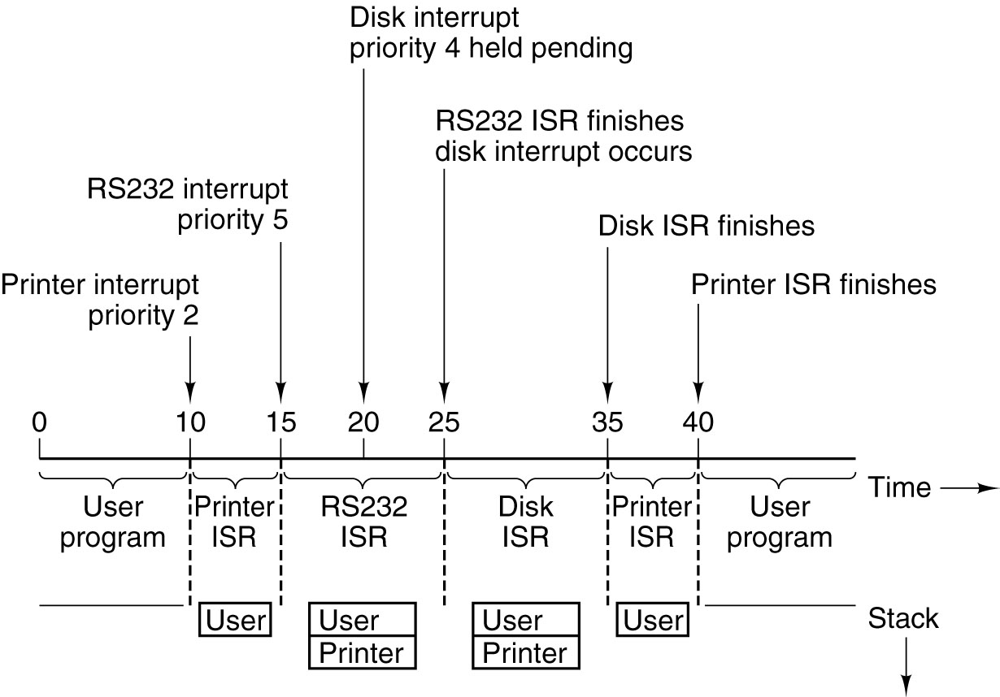 Disk interrupt
priority 4 held pending
RS232 ISR finishes
disk interrupt occurs
RS232 interrupt
priority 5
Disk ISR finishes
Printer interrupt
priority 2
Printer ISR finishes
0 10 15 20 25 35 40
Time
User
program
Printer
ISR
RS232
ISR
Disk
ISR
Printer
ISR
User
program
User
User
Printer
User
Printer
User
Stack